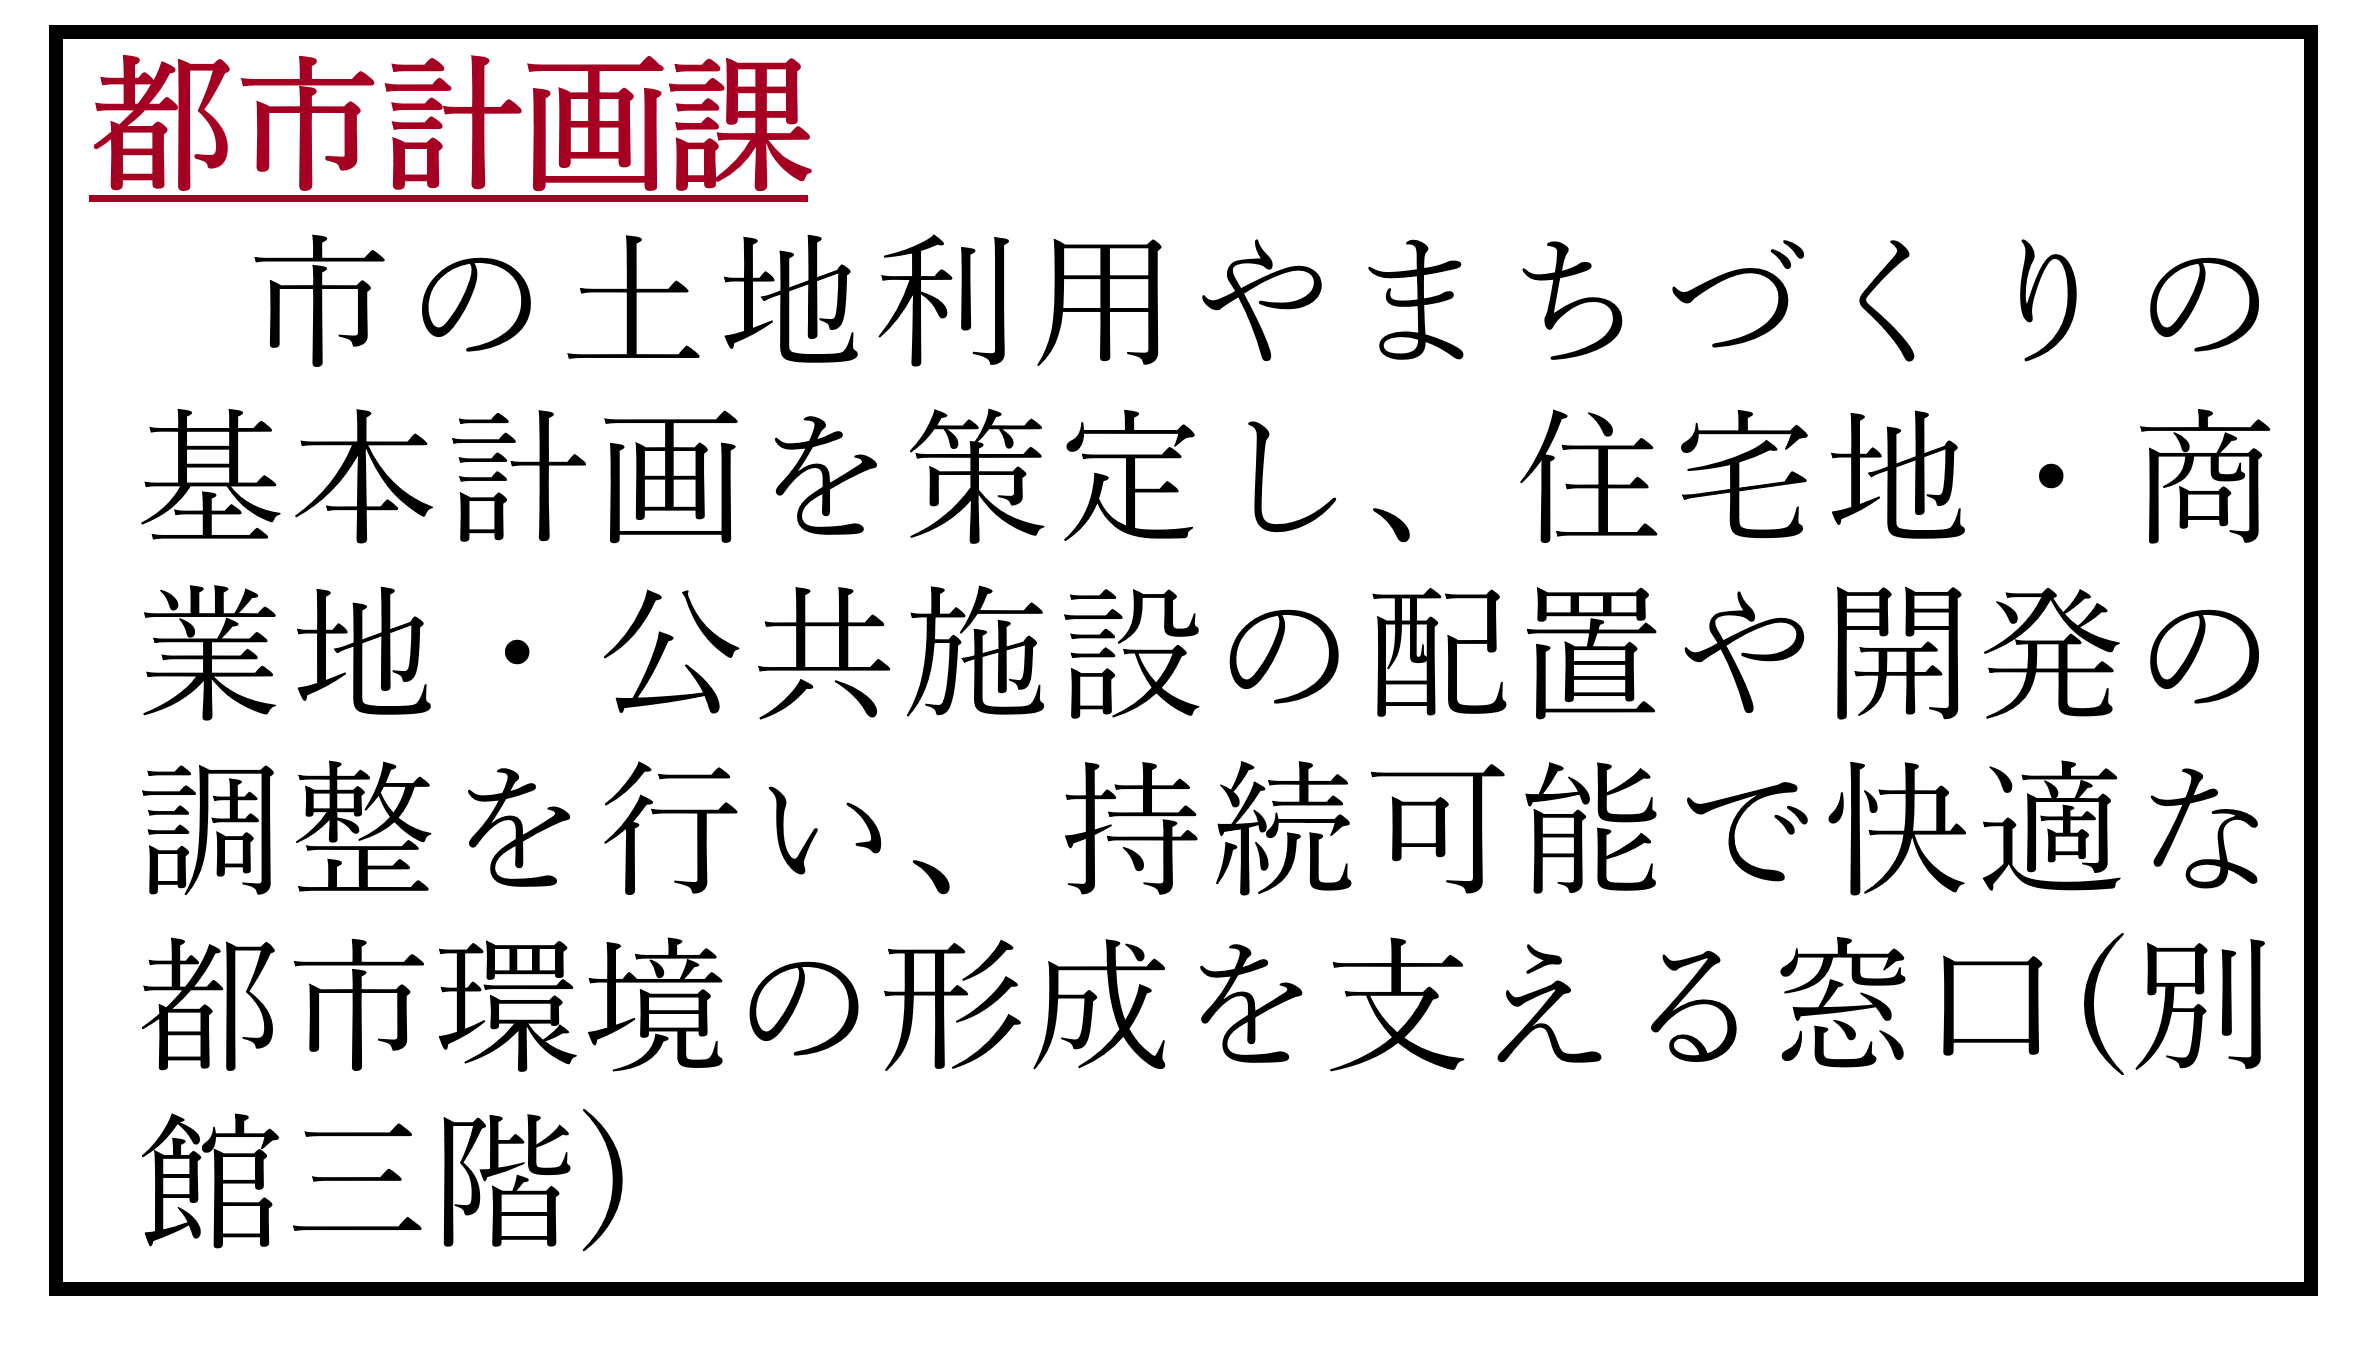 都市計画課
市の土地利用やまちづくりの
基本計画を策定し、住宅地・商
業地・公共施設の配置や開発の
調整を行い、持続可能で快適な
都市環境の形成を支える窓口(別
館三階)